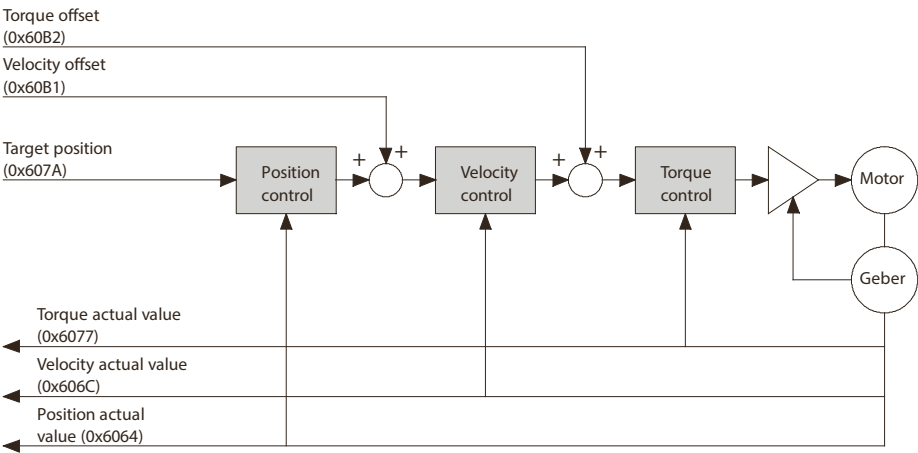 Torque offset
(0x60B2)
Velocity offset
(0x60B1)
Target position
(0x607A)
+
+
+
+
Position
control
Velocity
control
Torque
control
Motor
Geber
Torque actual value
(0x6077)
Velocity actual value
(0x606C)
Position actual
value (0x6064)